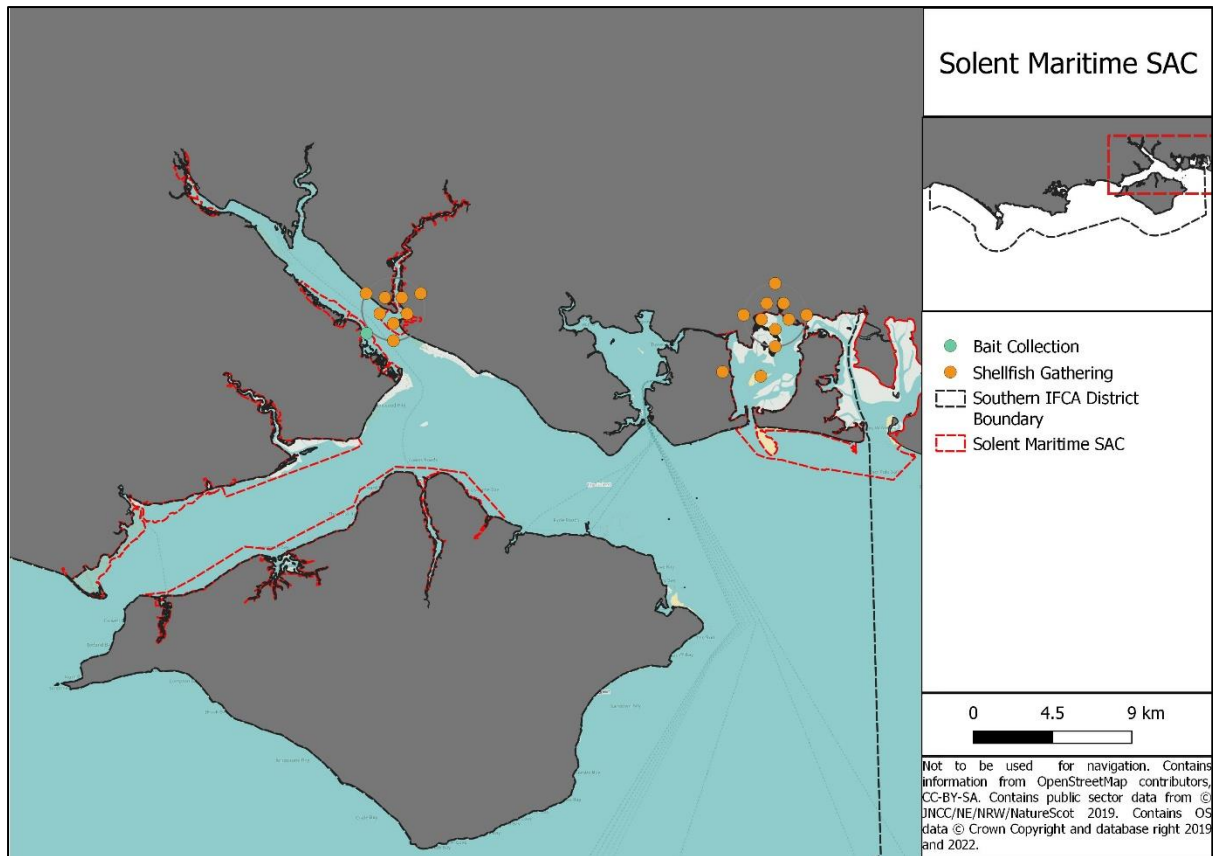 Solent Maritime SAC
Bait Collection
Shellfish Gathering
Southern IFCA District
Boundary
Solent Maritime SAC
0 4.5 9 km
Not to be used for navigation. Contains
information from OpenStreetMap contributors,
CC-BY-SA. Contains public sector data from ©
JNCC/NE/NRW/NatureScot 2019. Contains OS
data © Crown Copyright and database right 2019
and 2022.